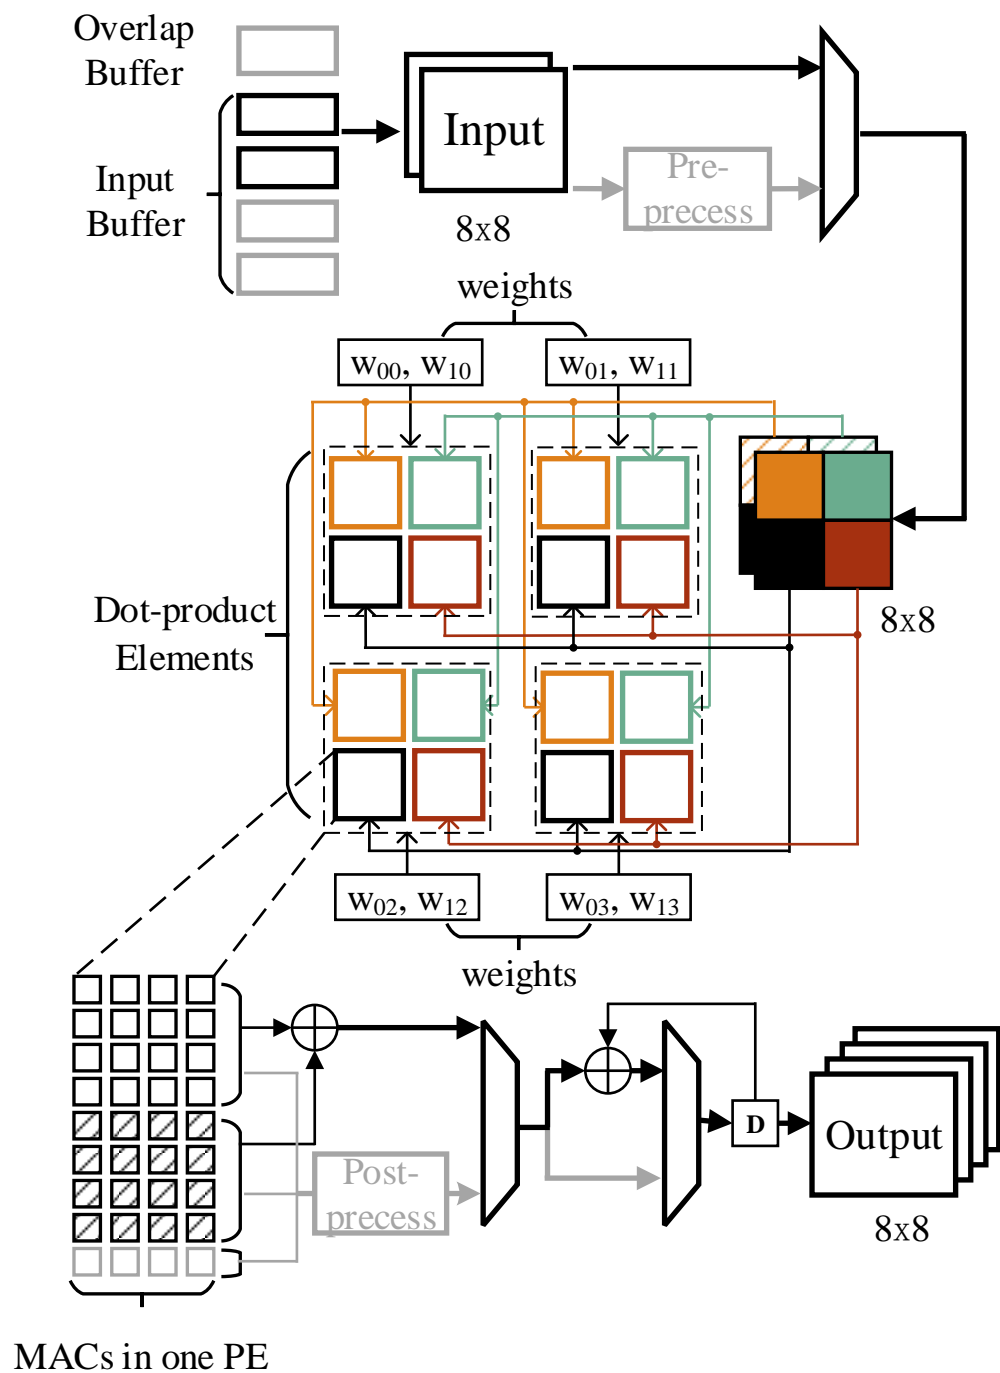 Overlap
Buffer
Input
Buffer
Input
8x8
Pre-
precess
weights
w₀₀, w₁₀
w₀₁, w₁₁
8x8
Dot-product
Elements
w₀₂, w₁₂
w₀₃, w₁₃
weights
Post-
precess
D
Output
8x8
MACs in one PE